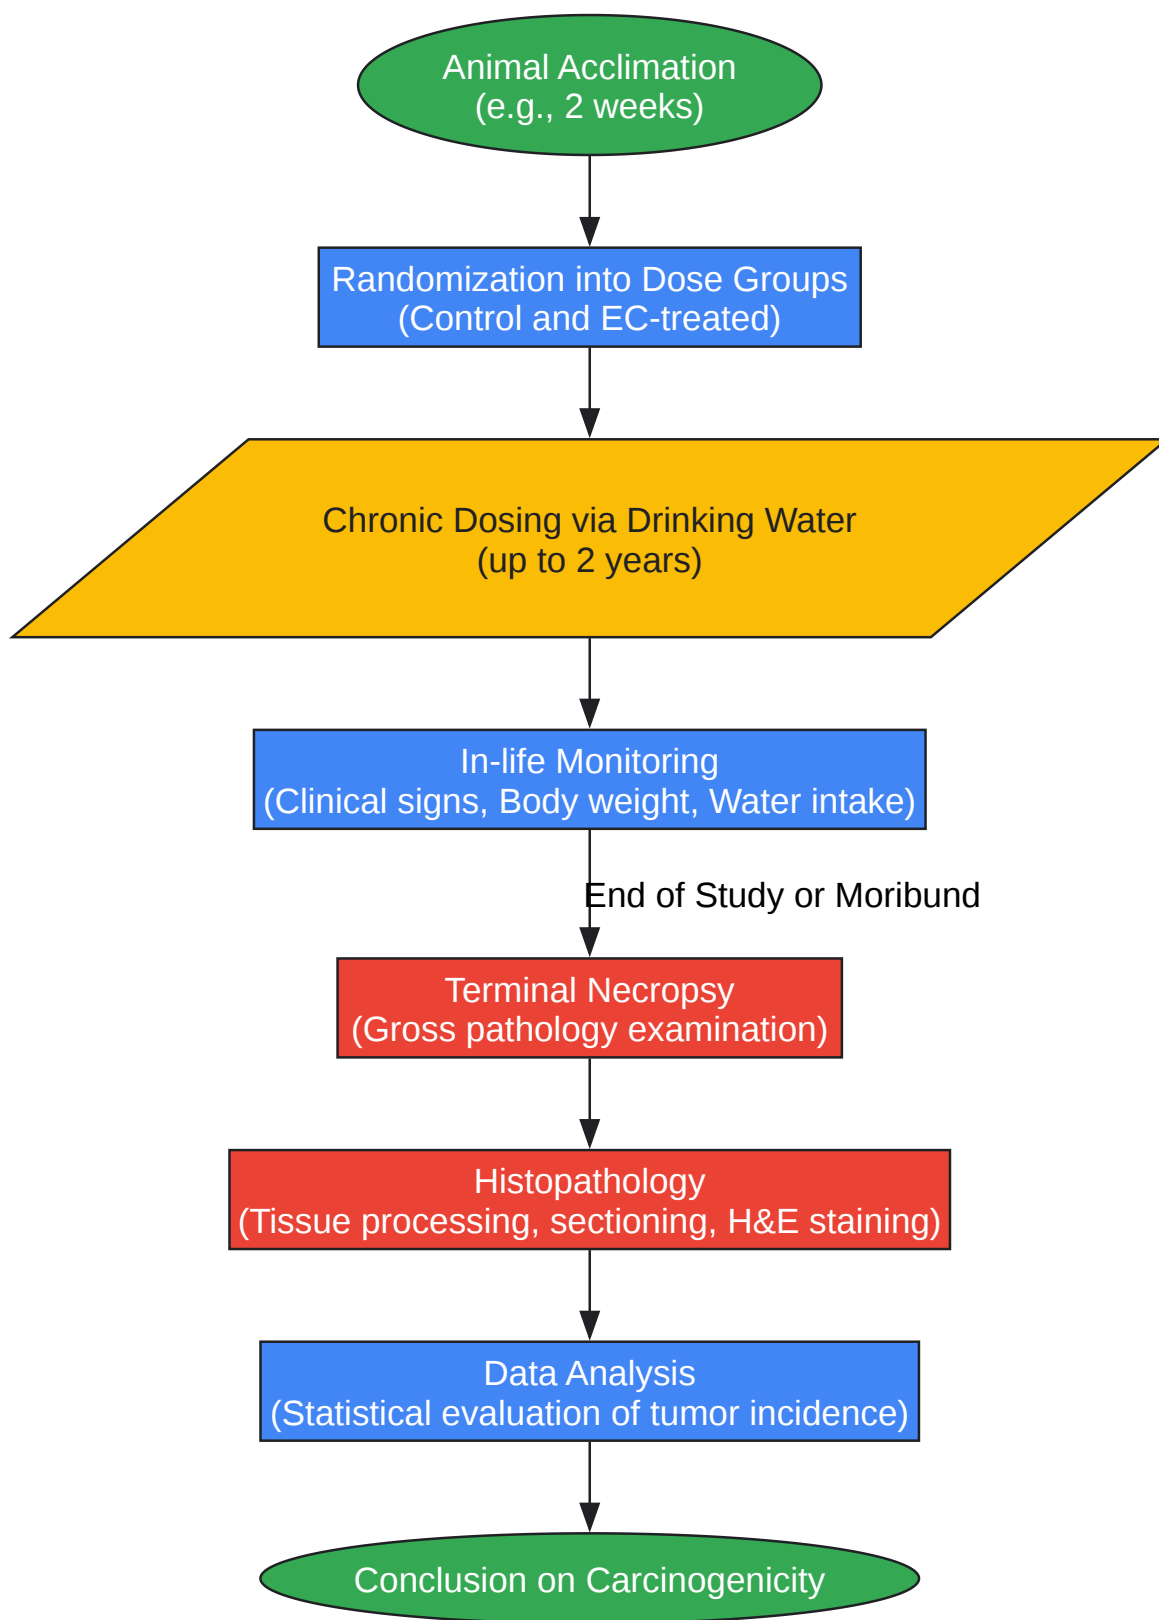 Animal Acclimation
(e.g., 2 weeks)
Randomization into Dose Groups
(Control and EC-treated)
Chronic Dosing via Drinking Water
(up to 2 years)
In-life Monitoring
(Clinical signs, Body weight, Water intake)
End of Study or Moribund
Terminal Necropsy
(Gross pathology examination)
Histopathology
(Tissue processing, sectioning, H&E staining)
Data Analysis
(Statistical evaluation of tumor incidence)
Conclusion on Carcinogenicity